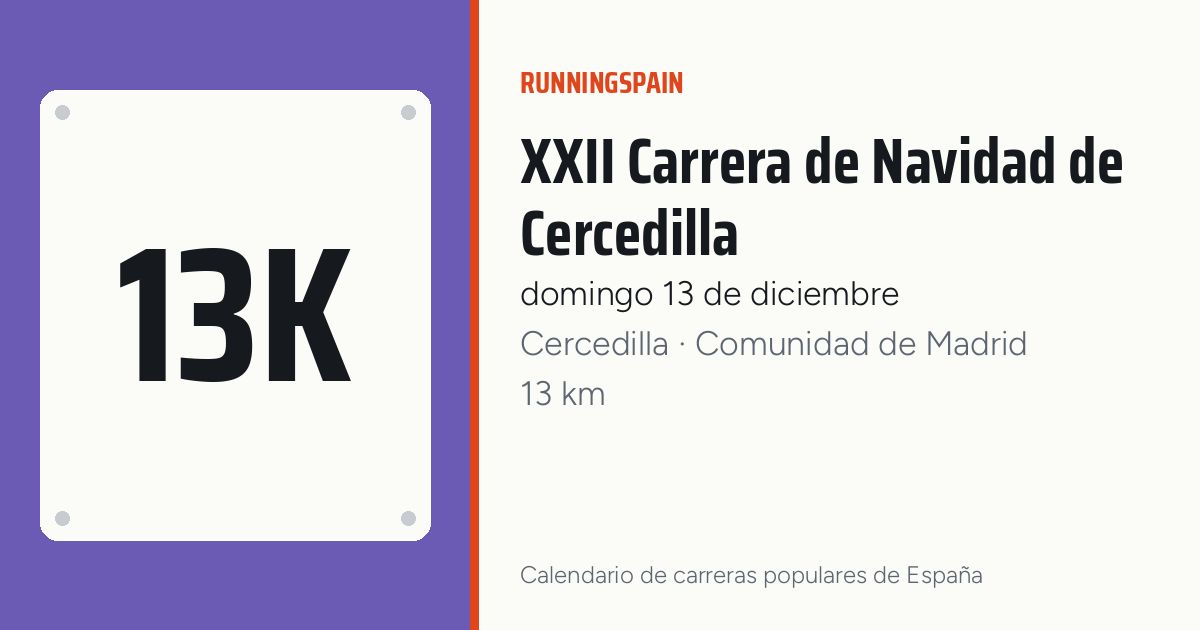 13K
RUNNINGSPAIN
XXII Carrera de Navidad de
Cercedilla
domingo 13 de diciembre
Cercedilla · Comunidad de Madrid
13 km
Calendario de carreras populares de España